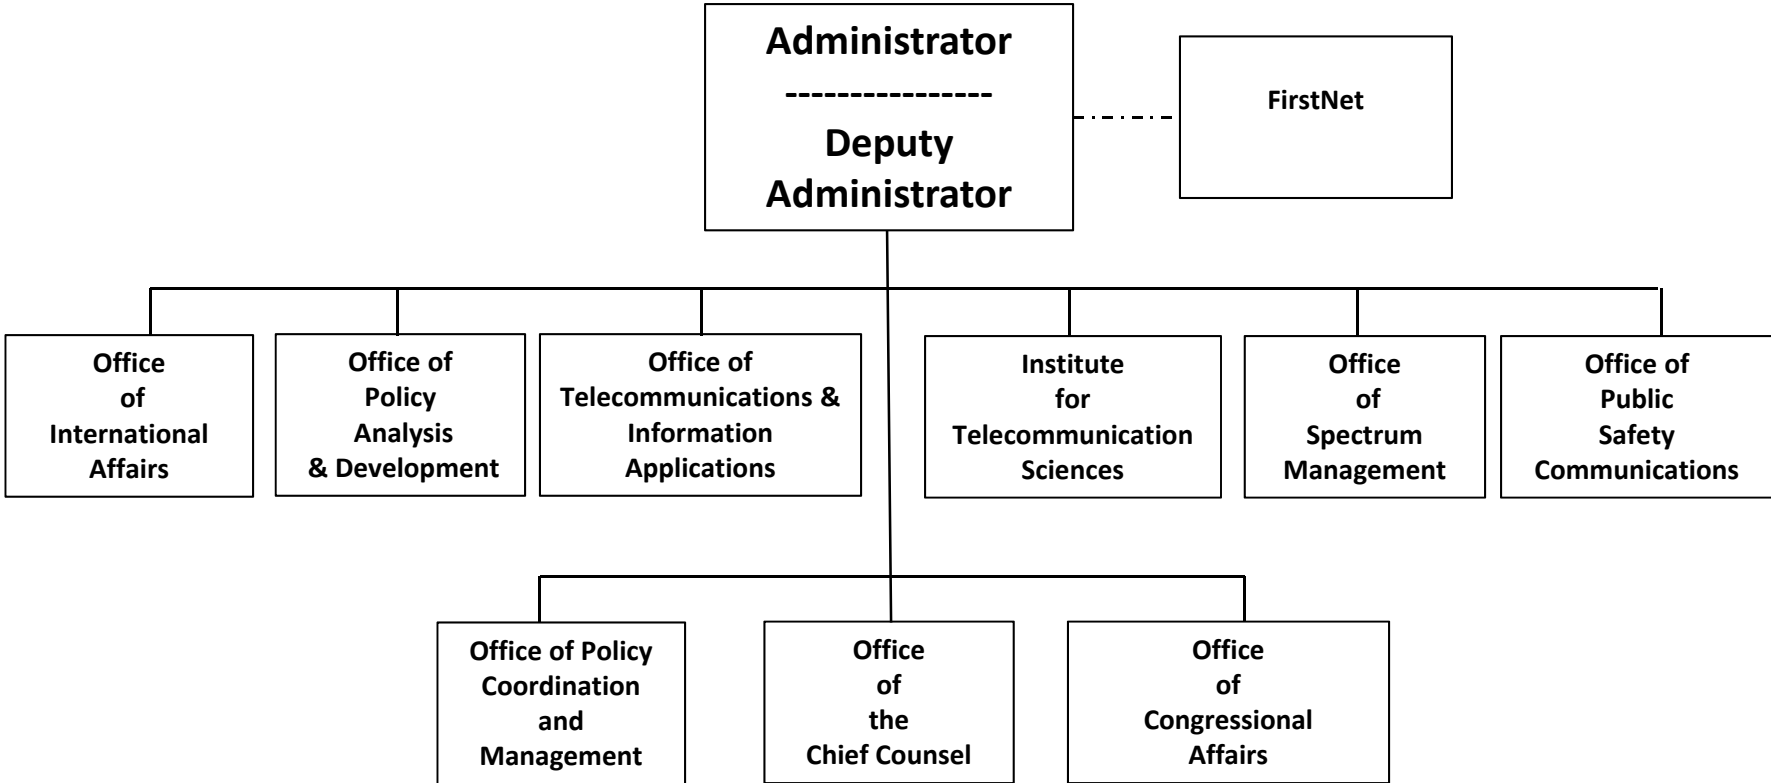 Administrator
----------------
Deputy
Administrator
FirstNet
Office
of
International
Affairs
Office of
Policy
Analysis
& Development
Office of
Telecommunications &
Information
Applications
Institute
for
Telecommunication
Sciences
Office
of
Spectrum
Management
Office of
Public
Safety
Communications
Office of Policy
Coordination
and
Management
Office
of
the
Chief Counsel
Office
of
Congressional
Affairs